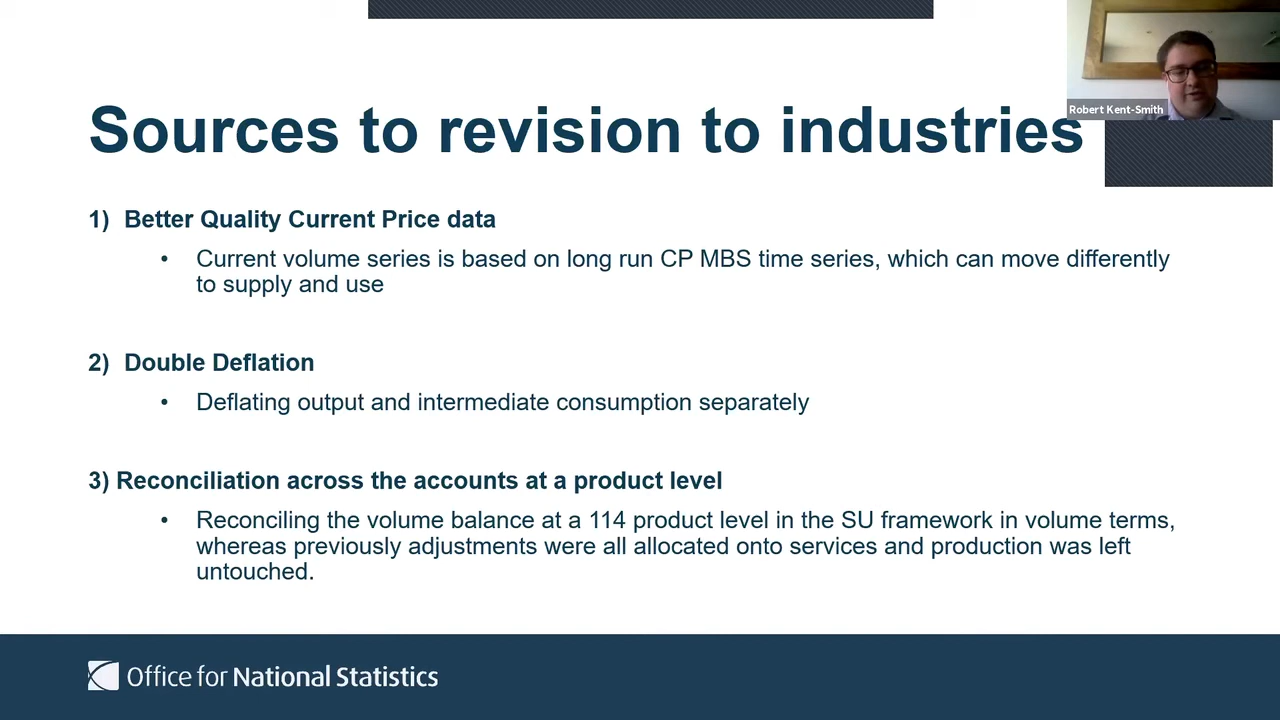 Robert Kent-Smith
Sources to revision to industries
1) Better Quality Current Price data
• Current volume series is based on long run CP MBS time series, which can move differently
to supply and use
2) Double Deflation
• Deflating output and intermediate consumption separately
3) Reconciliation across the accounts at a product level
• Reconciling the volume balance at a 114 product level in the SU framework in volume terms,
whereas previously adjustments were all allocated onto services and production was left
untouched.
Office for National Statistics